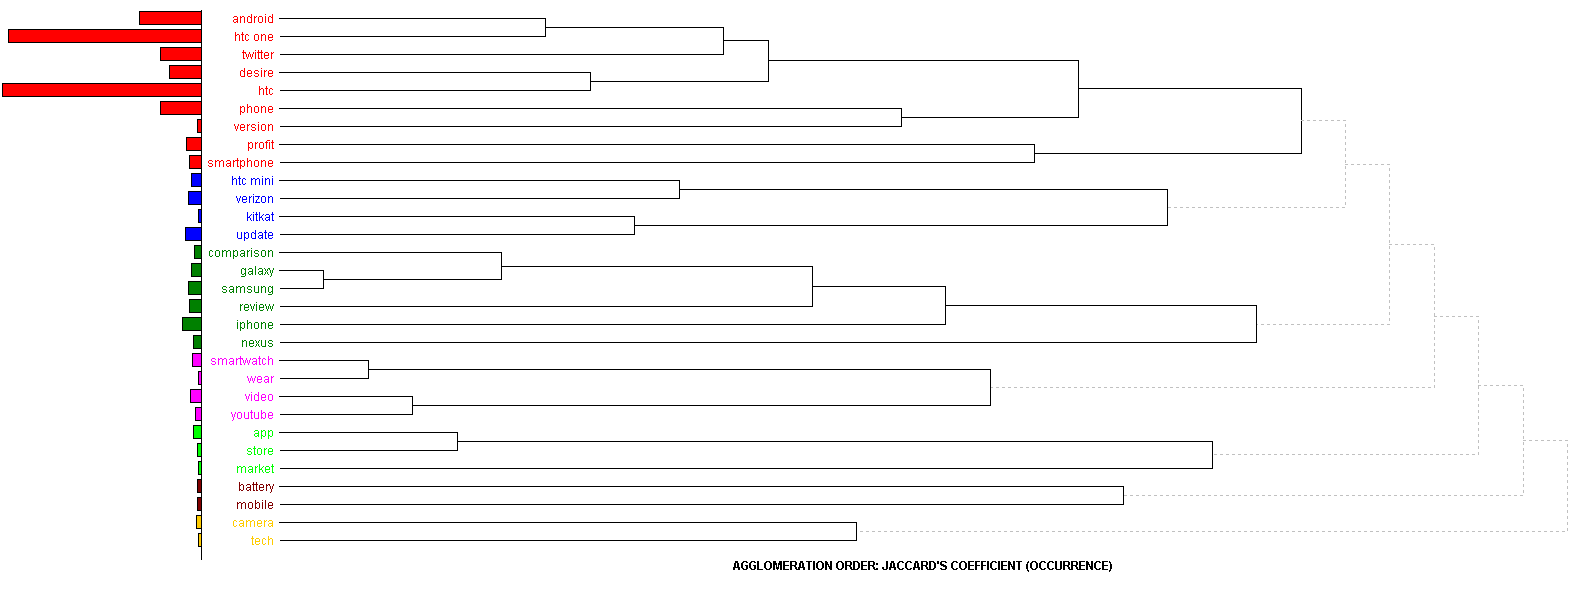 android
htc one
twitter
desire
htc
phone
version
profit
smartphone
htc mini
verizon
kitkat
update
comparison
galaxy
samsung
review
iphone
nexus
smartwatch
wear
video
youtube
app
store
market
battery
mobile
camera
tech
AGGLOMERATION ORDER: JACCARD'S COEFFICIENT (OCCURRENCE)